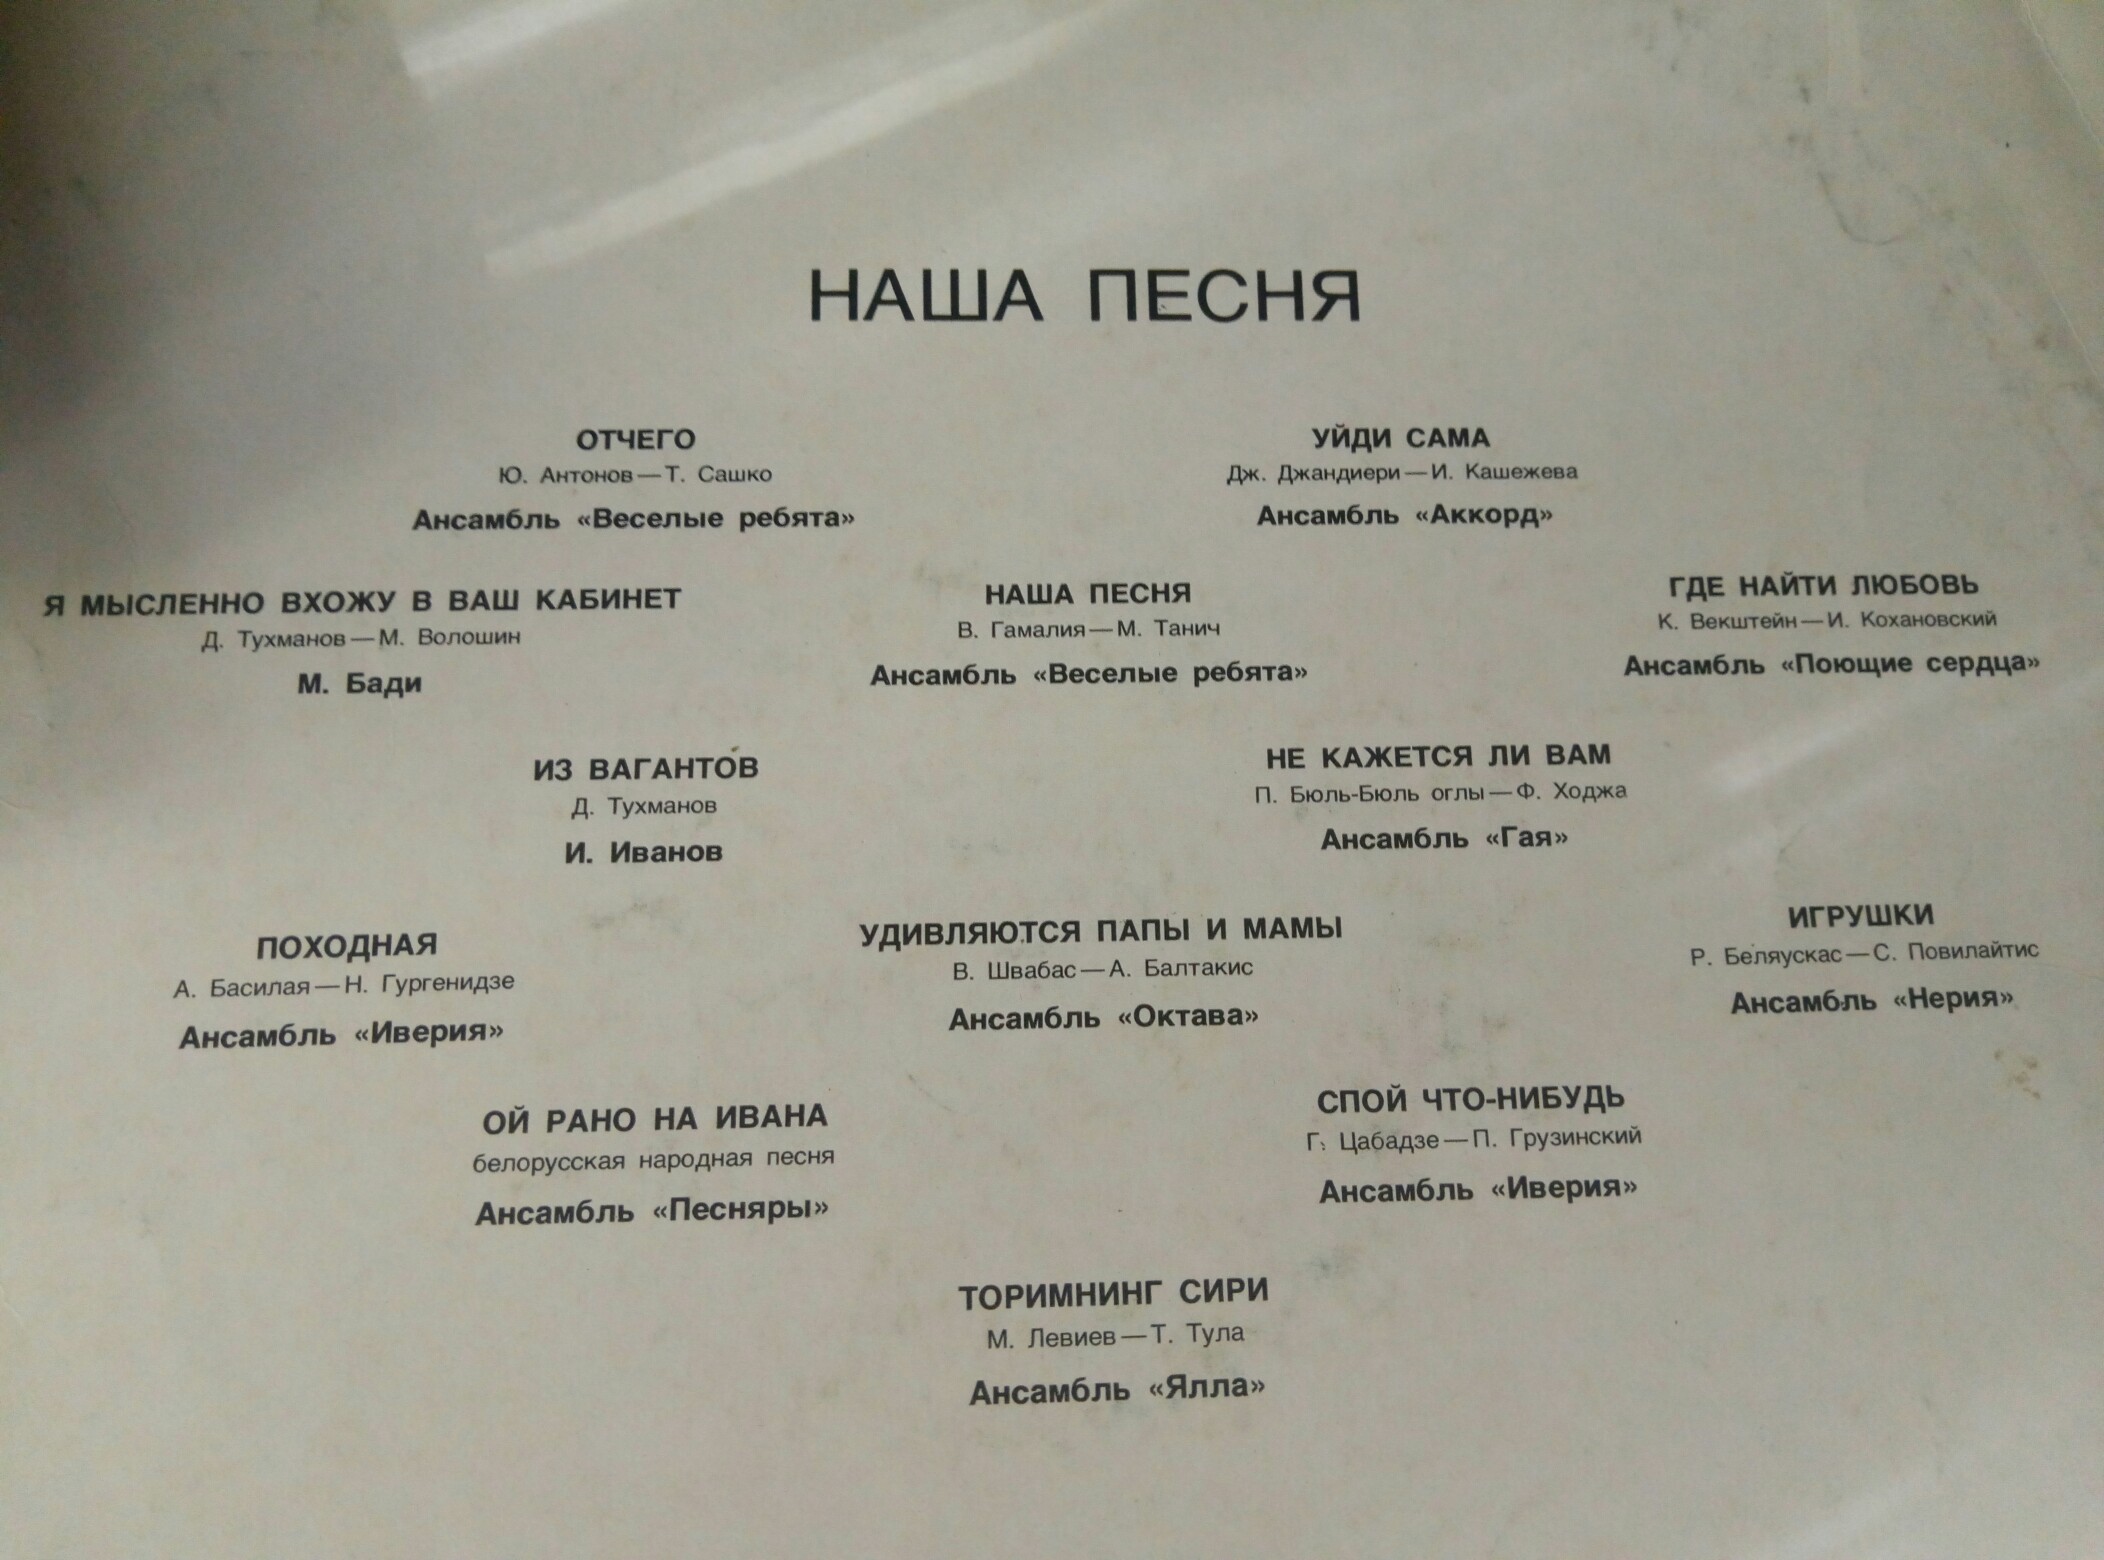 НАША ПЕСНЯ
ОТЧЕГО
Ю. Антонов—Т. Сашко
Ансамбль «Веселые ребята»
УЙДИ САМА
Дж. Джандиери—И. Кашежева
Ансамбль «Аккорд»
Я МЫСЛЕННО ВХОЖУ В ВАШ КАБИНЕТ
Д. Тухманов—М. Волошин
М. Бади
НАША ПЕСНЯ
В. Гамалия—М. Танич
Ансамбль «Веселые ребята»
ГДЕ НАЙТИ ЛЮБОВЬ
К. Векштейн—И. Кохановский
Ансамбль «Поющие сердца»
ИЗ ВАГАНТОВ
Д. Тухманов
И. Иванов
НЕ КАЖЕТСЯ ЛИ ВАМ
П. Бюль-Бюль оглы—Ф. Ходжа
Ансамбль «Гая»
ПОХОДНАЯ
А. Басилая—Н. Гургенидзе
Ансамбль «Иверия»
УДИВЛЯЮТСЯ ПАПЫ И МАМЫ
В. Швабас—А. Балтакис
Ансамбль «Октава»
ИГРУШКИ
Р. Беляускас—С. Повилайтис
Ансамбль «Нерия»
ОЙ РАНО НА ИВАНА
белорусская народная песня
Ансамбль «Песняры»
СПОЙ ЧТО-НИБУДЬ
Г. Цабадзе—П. Грузинский
Ансамбль «Иверия»
ТОРИМНИНГ СИРИ
М. Левиев—Т. Тула
Ансамбль «Ялла»